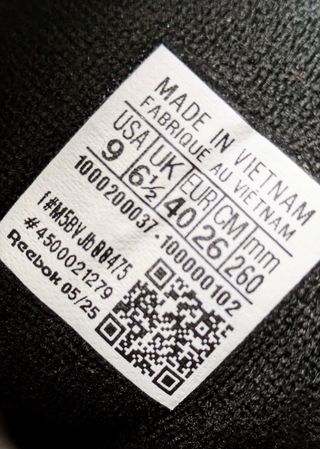 MADE IN VIETNAM
FABRIQUÉ AU VIETNAM
USA UK EUR CM mm
9 6½ 40 26 260
1000200037-100000102
#4500021279
Reebok 05/25